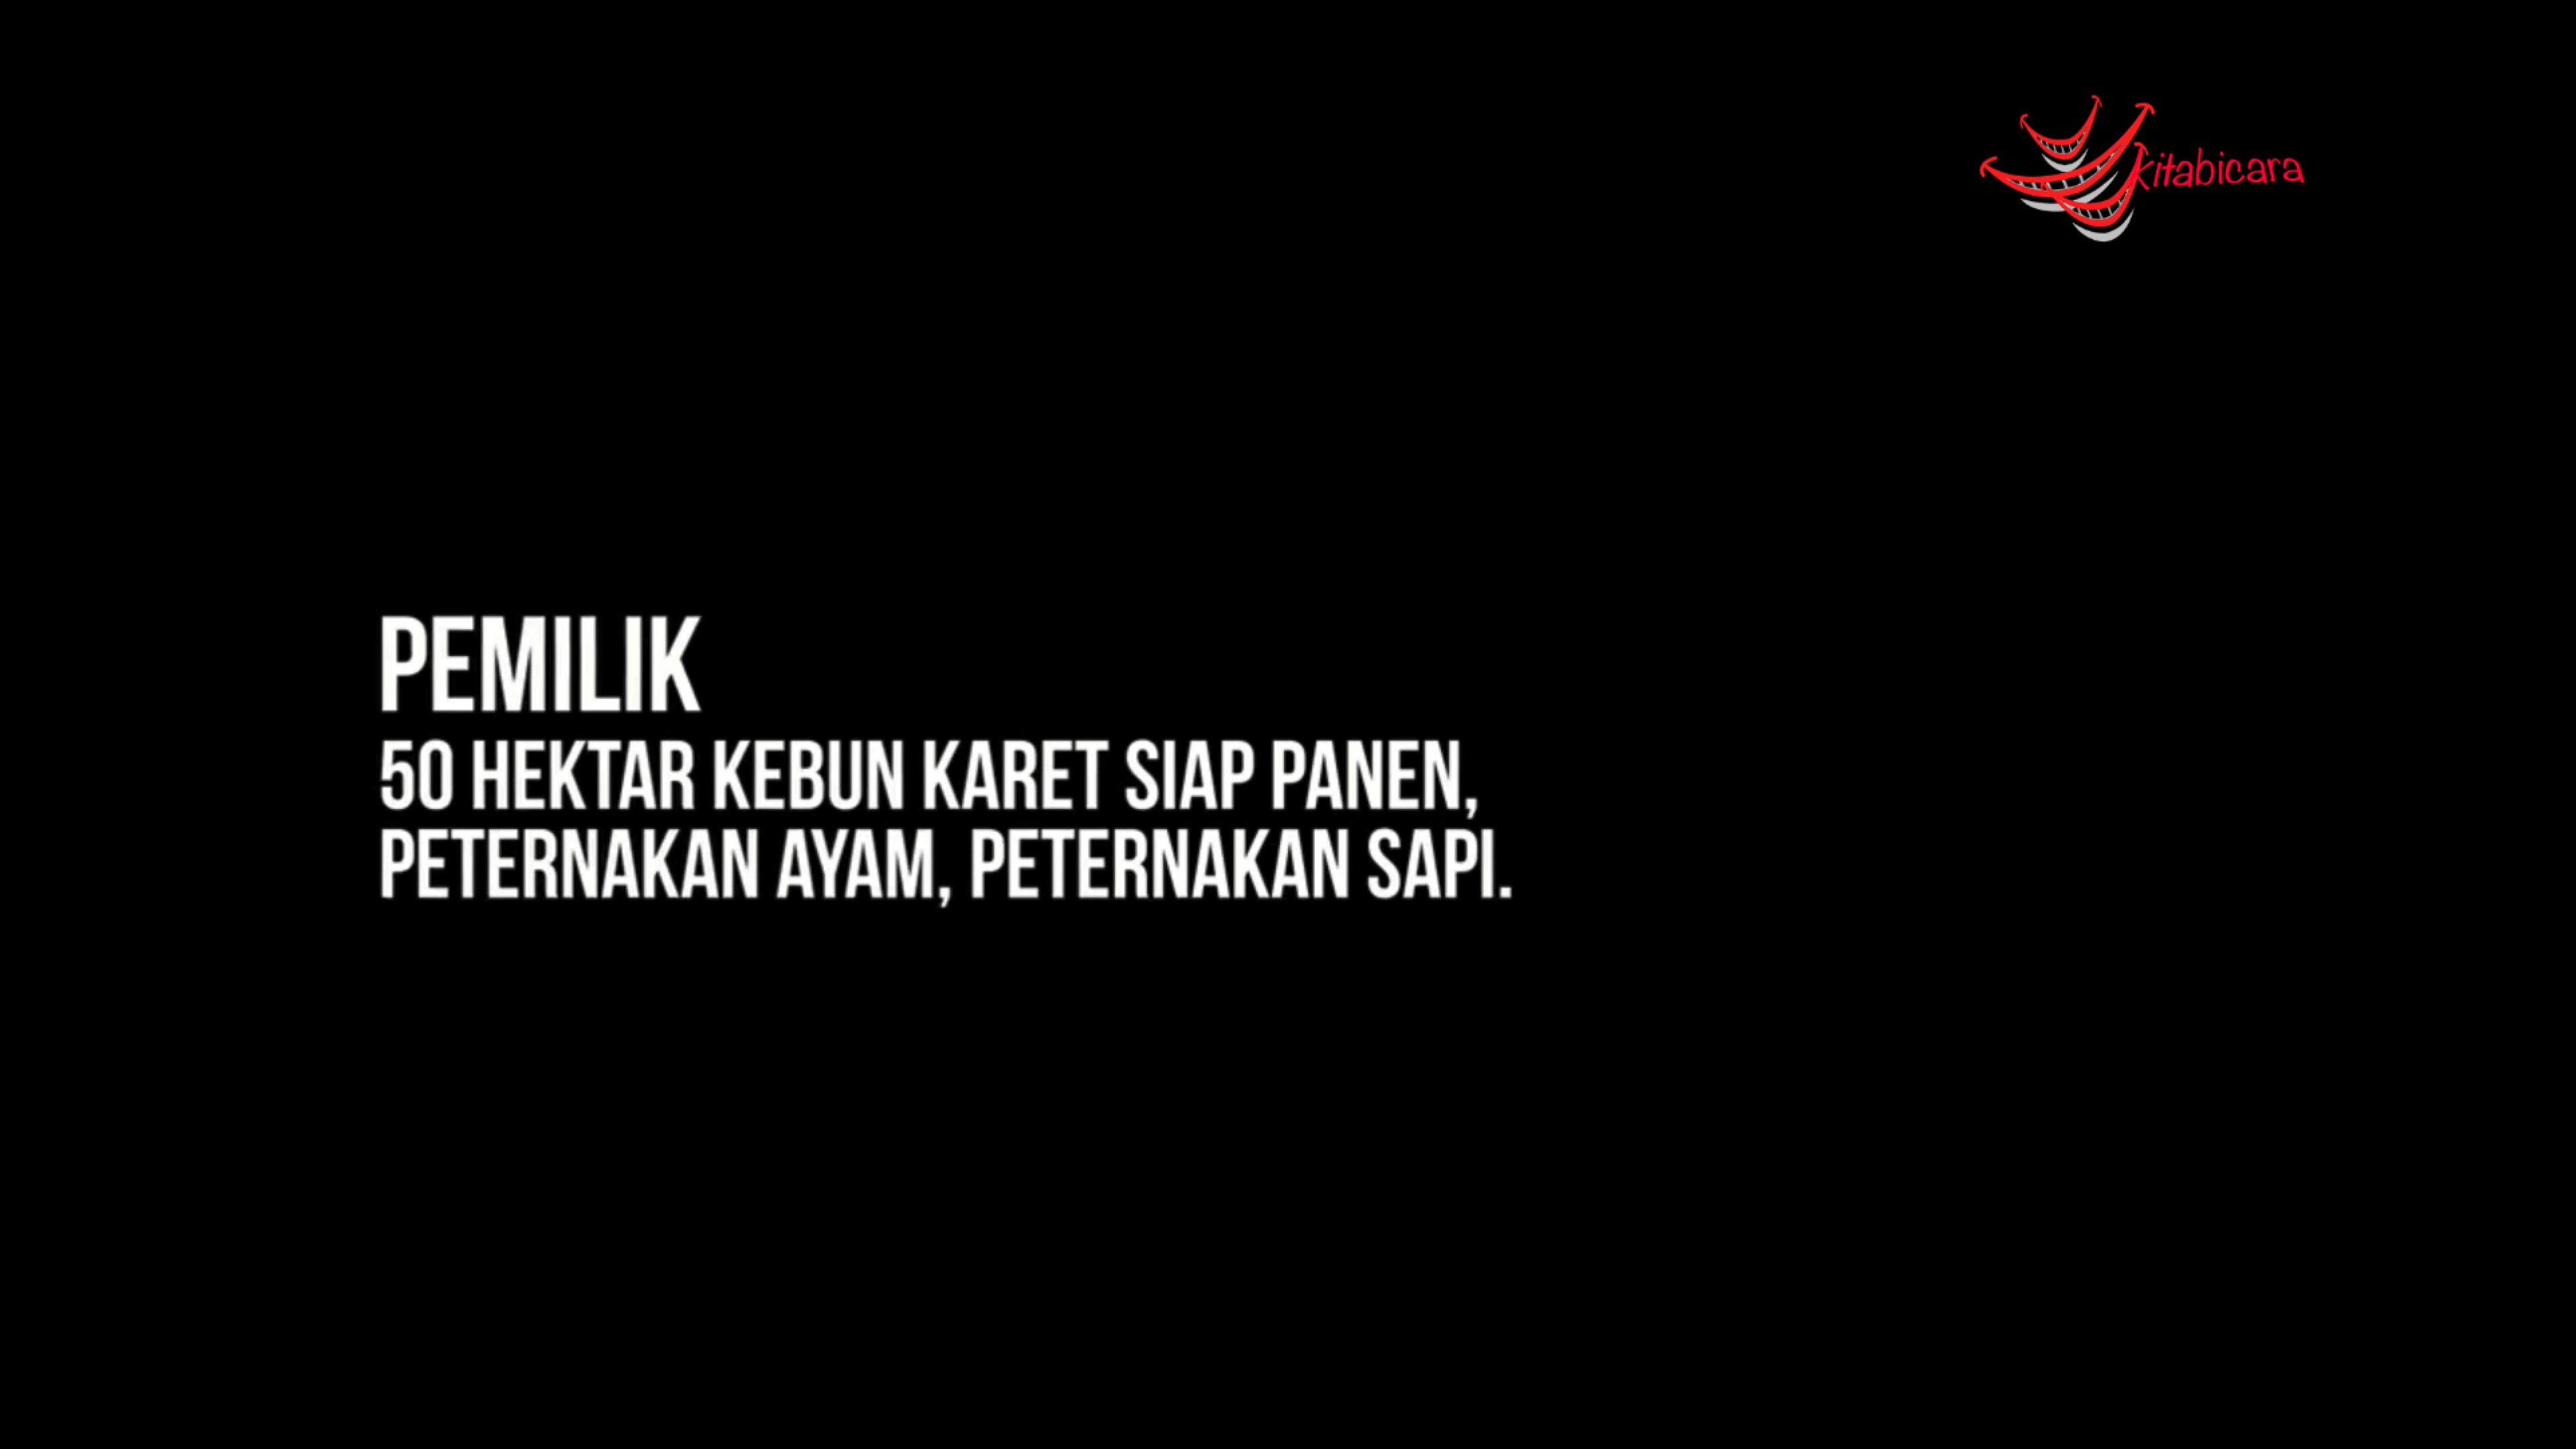 kitabicara
PEMILIK
50 HEKTAR KEBUN KARET SIAP PANEN,
PETERNAKAN AYAM, PETERNAKAN SAPI.